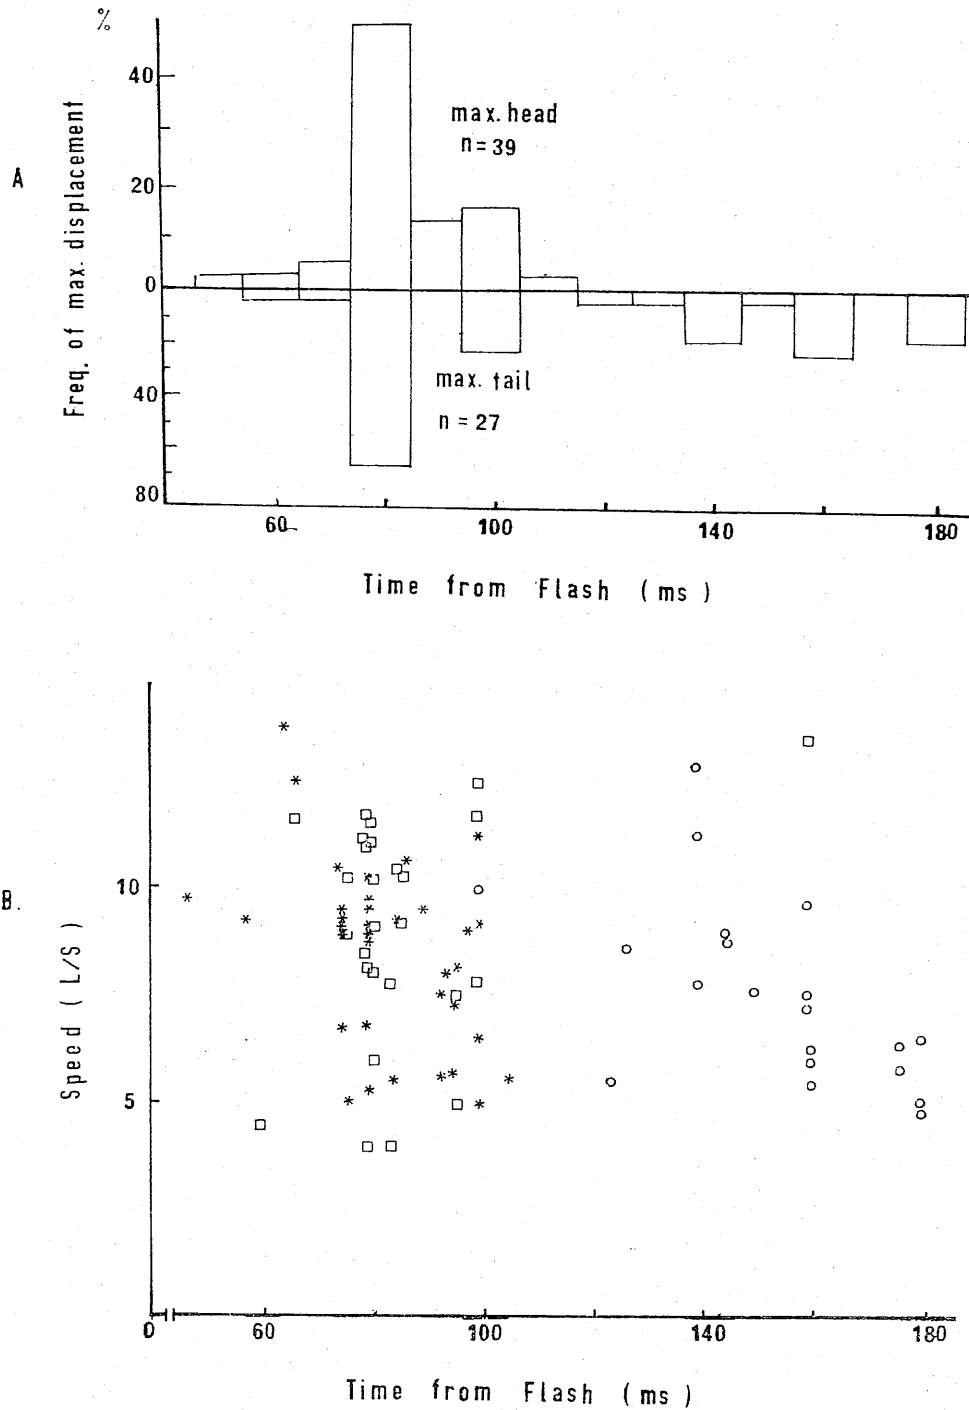 %
40
max. head
n = 39
A
20
Freq. of max. displacement
0
max. tail
40
n = 27
80
60
100
140
180
Time from Flash (ms)
10
B.
Speed (L/S)
5
0
60
100
140
180
Time from Flash (ms)